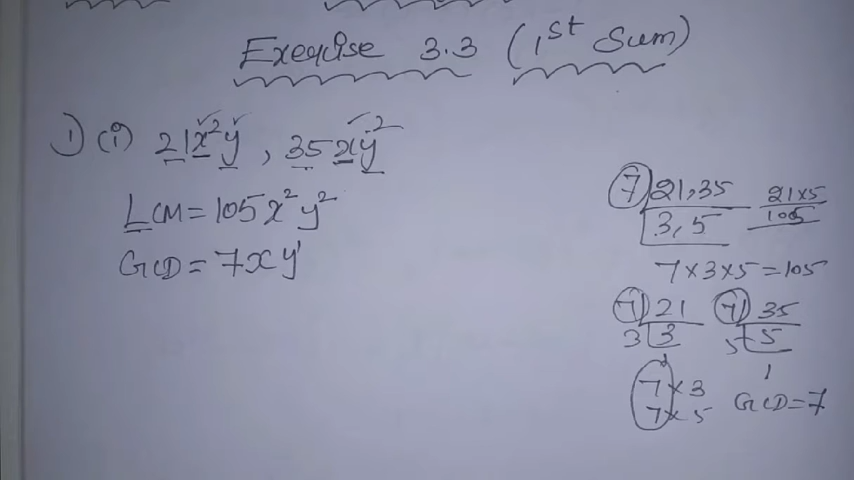 Exercise 3.3 (1st Sum)
1) (i) 21x²y, 35xy²
LCM = 105x²y²
GCD = 7xy
7 | 21, 35
3, 5
21×5
105
7×3×5=105
7 | 21
3 | 3
1
7 | 35
5 | 5
1
7×3
7×5
GCD=7